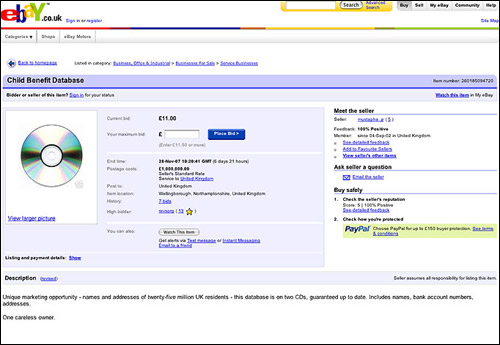 ebY.co.uk
Sign in or register
Search
Advanced Search
Buy Sell My eBay Community Help
Site Map
Categories Shops eBay Motors
Back to homepage
Listed in category: Business, Office & Industrial > Businesses For Sale > Service Businesses
Child Benefit Database
Item number: 280185094720
Bidder or seller of this item? Sign in for your status
Watch this item in My eBay
View larger picture
Current bid: £11.00
Your maximum bid: £
Place Bid >
(Enter £11.50 or more)
End time: 28-Nov-07 19:39:41 GMT (6 days 21 hours)
Postage costs: £1,000,000.00
Seller's Standard Rate
Service to United Kingdom
Post to: United Kingdom
Item location: Wellingborough, Northamptonshire, United Kingdom
History: 7 bids
High bidder:
You can also: Watch This Item
Get alerts via Text message or Instant Messaging
Email to a friend
Listing and payment details: Show
Meet the seller
Seller: mustapha_p ( 5 )
Feedback: 100% Positive
Member: since 04-Sep-02 in United Kingdom
See detailed feedback
Add to Favourite Sellers
View seller's other items
Ask seller a question
Email the seller
Buy safely
1. Check the seller's reputation
Score: 5 | 100% Positive
See detailed feedback
2. Check how you're protected
PayPal Choose PayPal for up to £150 buyer protection. See terms & conditions
Description (revised)
Seller assumes all responsibility for listing this item.
Unique marketing opportunity - names and addresses of twenty-five million UK residents - this database is on two CDs, guaranteed up to date. Includes names, bank account numbers,
addresses.
One careless owner.